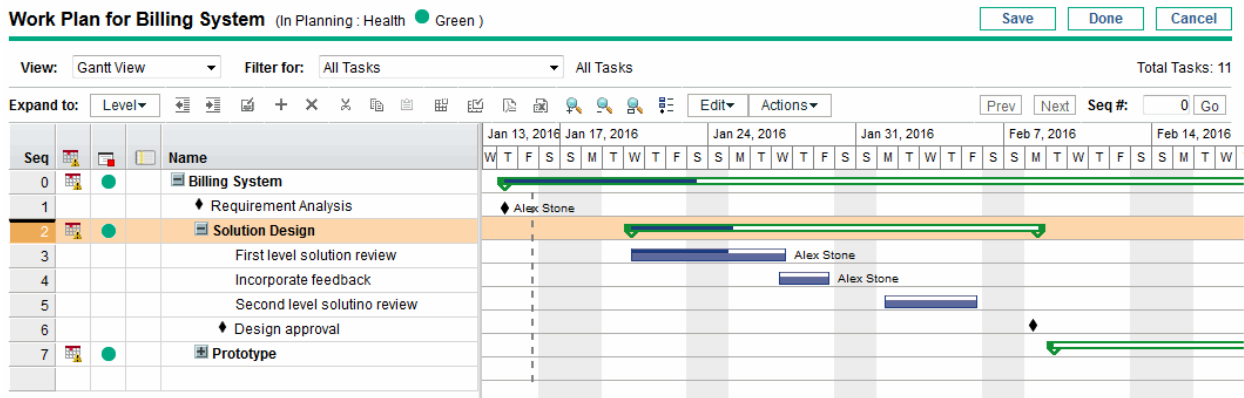 Work Plan for Billing System (In Planning : Health Green )
Save Done Cancel
View: Gantt View Filter for: All Tasks All Tasks Total Tasks: 11
Expand to: Level Edit Actions Prev Next Seq #: 0 Go
Jan 13, 2016 Jan 17, 2016 Jan 24, 2016 Jan 31, 2016 Feb 7, 2016 Feb 14, 2016
Seq Name W T F S S M T W T F S S M T W T F S S M T W T F S S M T W T F S S M T W
0 Billing System
1 Requirement Analysis Alex Stone
2 Solution Design
3 First level solution review Alex Stone
4 Incorporate feedback Alex Stone
5 Second level solutino review
6 Design approval
7 Prototype